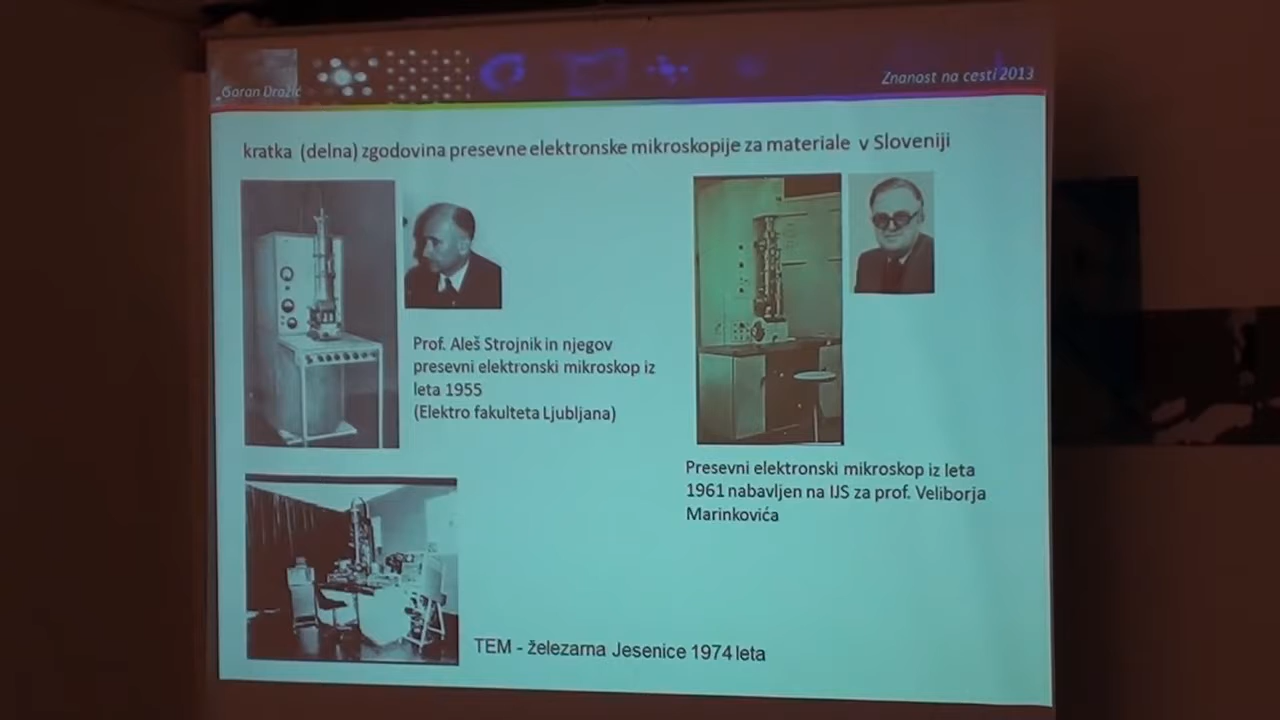 Goran Dražić
Znanost na cesti 2013
kratka (delna) zgodovina presevne elektronske mikroskopije za materiale v Sloveniji
Prof. Aleš Strojnik in njegov
presevni elektronski mikroskop iz
leta 1955
(Elektro fakulteta Ljubljana)
Presevni elektronski mikroskop iz leta
1961 nabavljen na IJS za prof. Veliborja
Marinkovića
TEM - železarna Jesenice 1974 leta